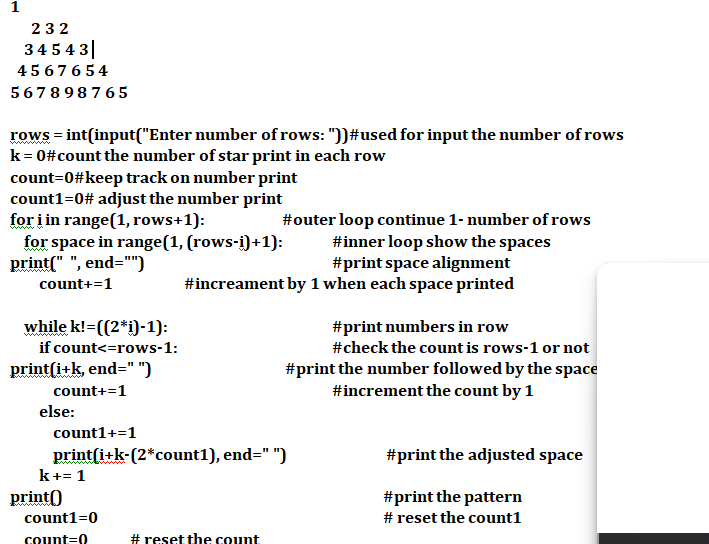 1
2 3 2
3 4 5 4 3
4 5 6 7 6 5 4
5 6 7 8 9 8 7 6 5
rows = int(input("Enter number of rows: "))#used for input the number of rows
k = 0#count the number of star print in each row
count=0#keep track on number print
count1=0# adjust the number print
for i in range(1, rows+1): #outer loop continue 1- number of rows
for space in range(1, (rows-i)+1): #inner loop show the spaces
print(" ", end="") #print space alignment
count+=1 #increament by 1 when each space printed
while k!=((2*i)-1): #print numbers in row
if count<=rows-1: #check the count is rows-1 or not
print(i+k, end=" ") #print the number followed by the space
count+=1 #increment the count by 1
else:
count1+=1
print(i+k-(2*count1), end=" ") #print the adjusted space
k += 1
print() #print the pattern
count1=0 # reset the count1
count=0 # reset the count